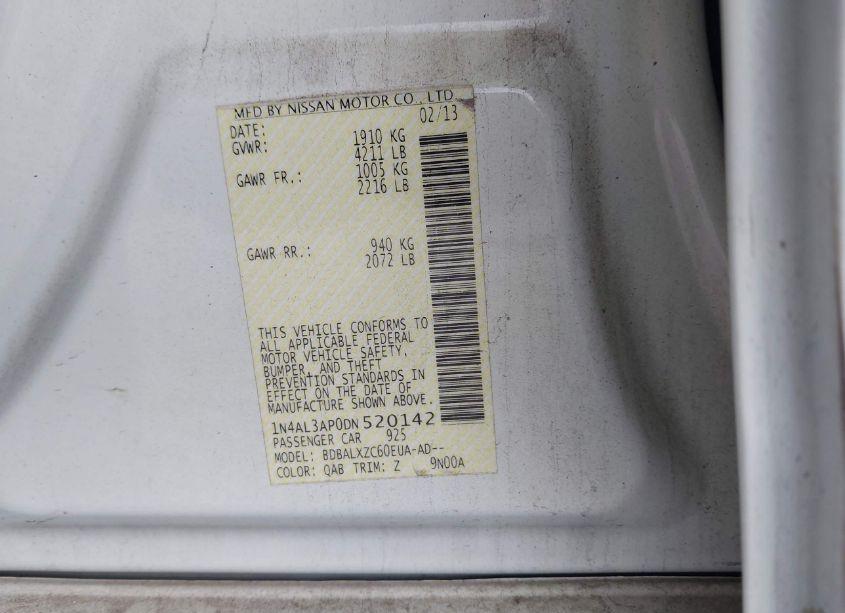 MFD BY NISSAN MOTOR CO., LTD
DATE: 02/13
GVWR: 1910 KG
4211 LB
GAWR FR.: 1005 KG
2216 LB
GAWR RR.: 940 KG
2072 LB
THIS VEHICLE CONFORMS TO
ALL APPLICABLE FEDERAL
MOTOR VEHICLE SAFETY,
BUMPER, AND THEFT
PREVENTION STANDARDS IN
EFFECT ON THE DATE OF
MANUFACTURE SHOWN ABOVE.
1N4AL3AP0DN520142
PASSENGER CAR 925
MODEL: BDBALXZC60EUA-AD--
COLOR: QAB TRIM: Z 9N00A